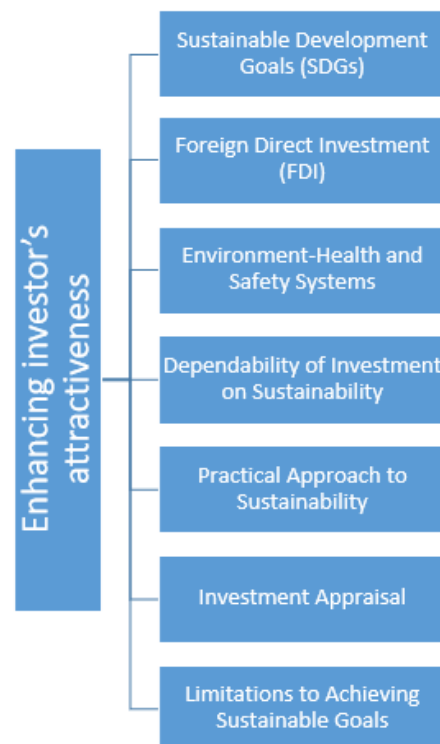 Enhancing investor's
attractiveness
Sustainable Development
Goals (SDGs)
Foreign Direct Investment
(FDI)
Environment-Health and
Safety Systems
Dependability of Investment
on Sustainability
Practical Approach to
Sustainability
Investment Appraisal
Limitations to Achieving
Sustainable Goals